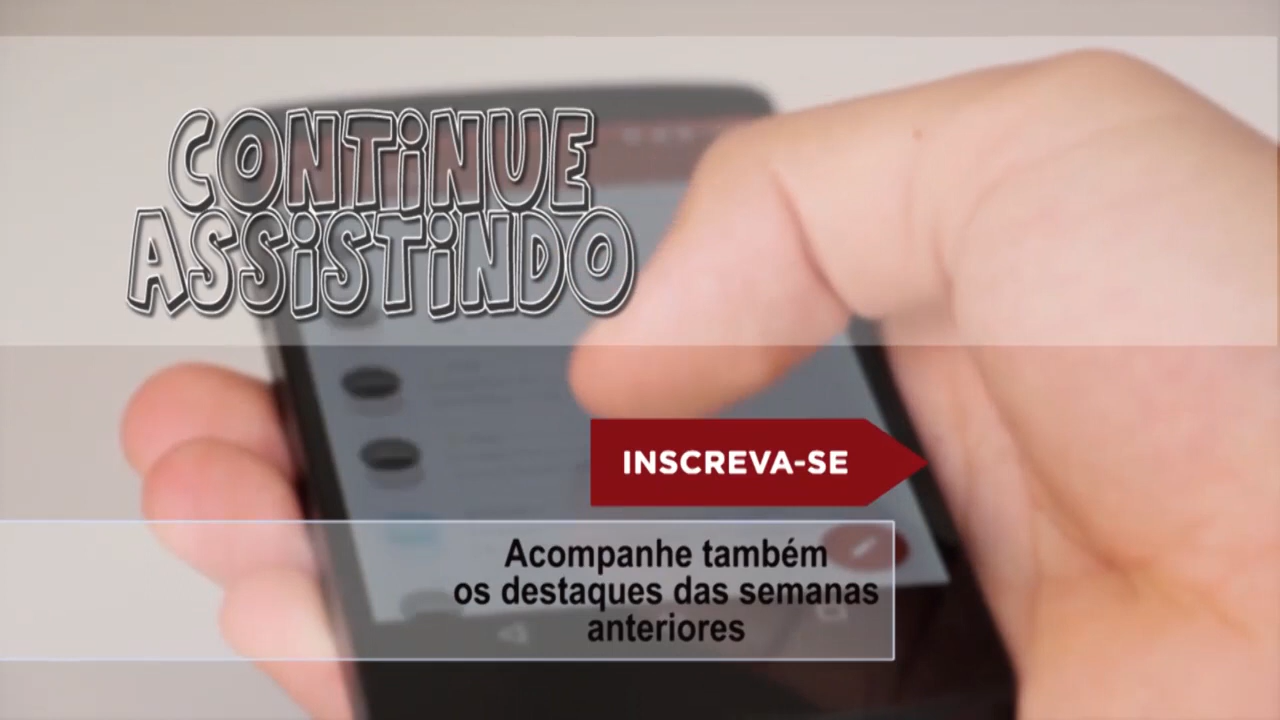 CONTINUE
ASSISTINDO
INSCREVA-SE
Acompanhe também
os destaques das semanas
anteriores